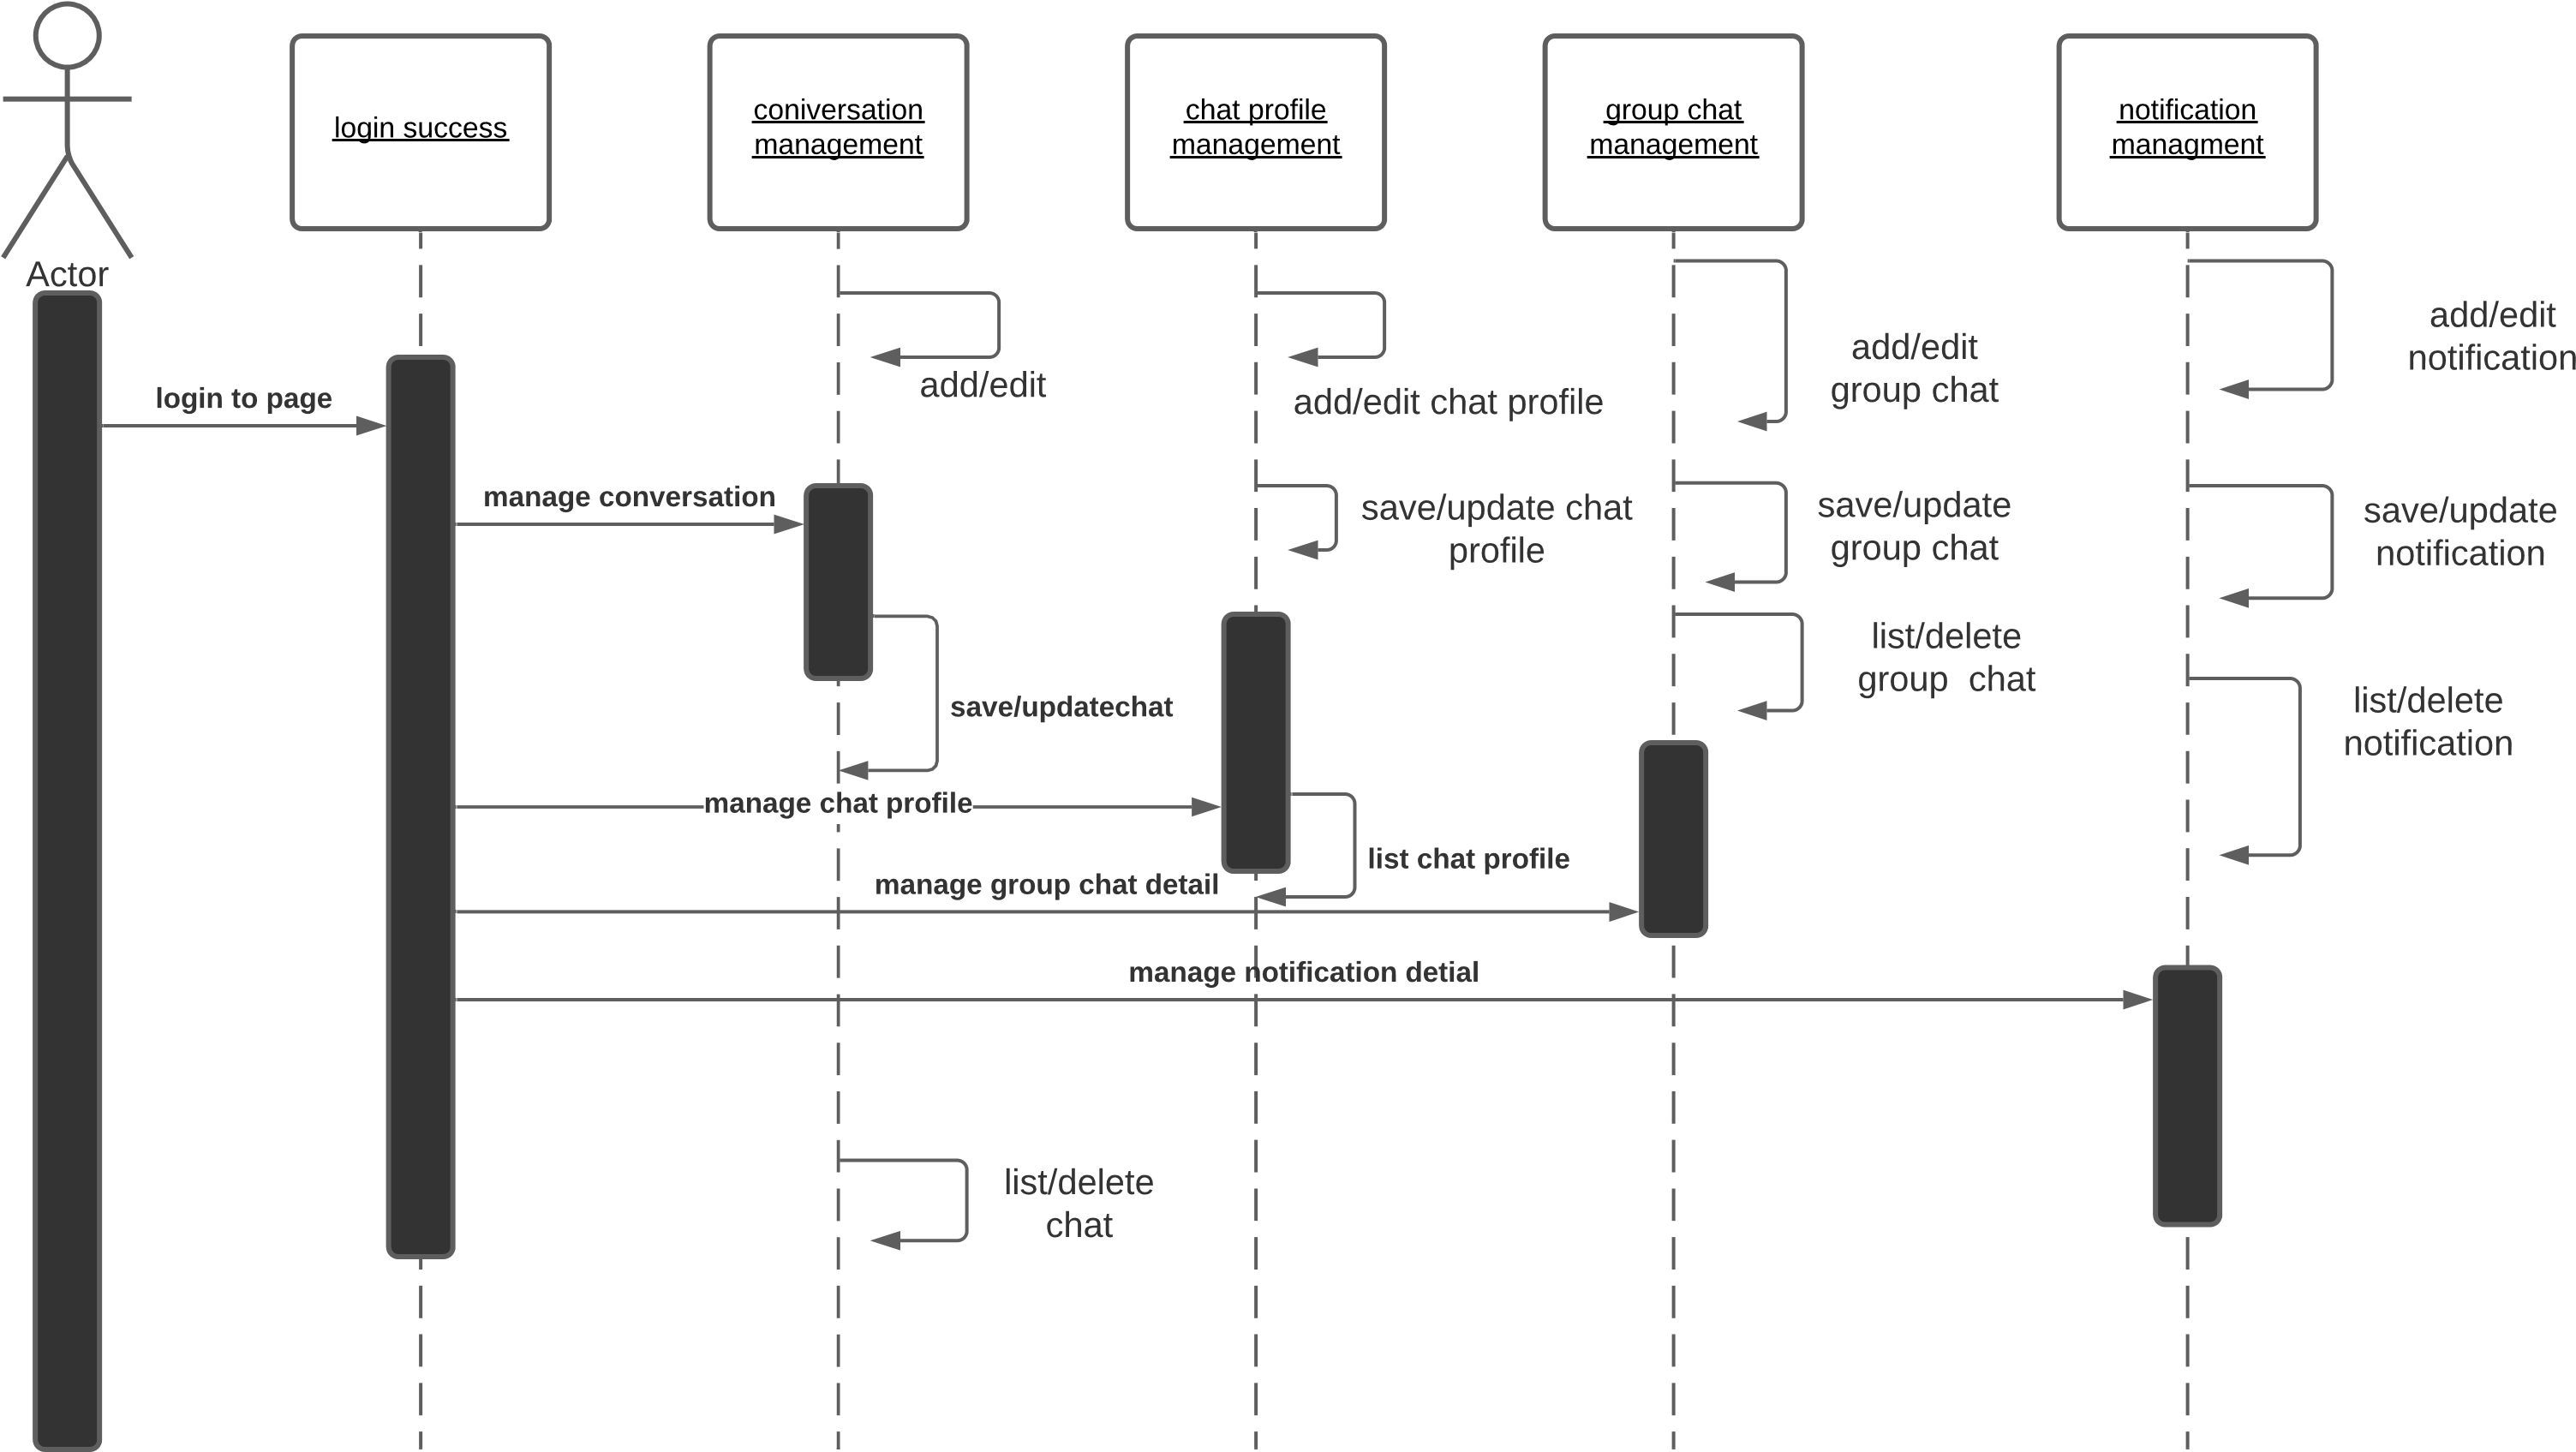 Actor
login success
coniversation
management
chat profile
management
group chat
management
notification
managment
login to page
add/edit
add/edit chat profile
add/edit
group chat
add/edit
notification
manage conversation
save/update chat
profile
save/update
group chat
save/update
notification
save/updatechat
list/delete
group  chat
list/delete
notification
manage chat profile
list chat profile
manage group chat detail
manage notification detial
list/delete
chat